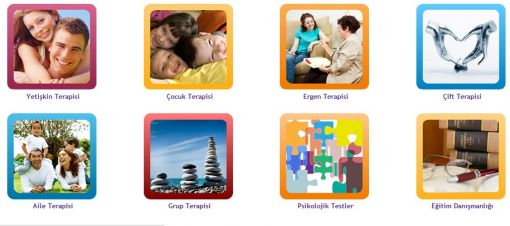 Yetişkin Terapisi
Çocuk Terapisi
Ergen Terapisi
Çift Terapisi
Aile Terapisi
Grup Terapisi
Psikolojik Testler
Eğitim Danışmanlığı